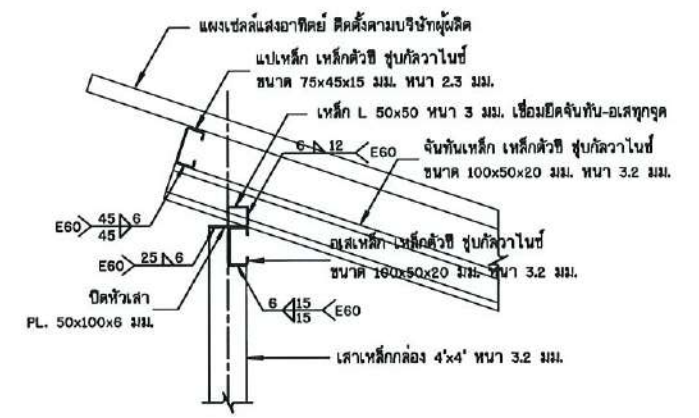 แผงเซลล์แสงอาทิตย์ ติดตั้งตามบริษัทผู้ผลิต
แปเหล็ก เหล็กตัวซี ชุบกัลวาไนซ์
ขนาด 75x45x15 มม. หนา 2.3 มม.
เหล็ก L 50x50 หนา 3 มม. เชื่อมยึดจันทัน-อเสทุกจุด
6 12 E60
จันทันเหล็ก เหล็กตัวซี ชุบกัลวาไนซ์
ขนาด 100x50x20 มม. หนา 3.2 มม.
E60 45 6
45
E60 25 6
อเสเหล็ก เหล็กตัวซี ชุบกัลวาไนซ์
ขนาด 100x50x20 มม. หนา 3.2 มม.
ปิดหัวเสา
PL. 50x100x6 มม.
6 15 E60
15
เสาเหล็กกล่อง 4'x4' หนา 3.2 มม.